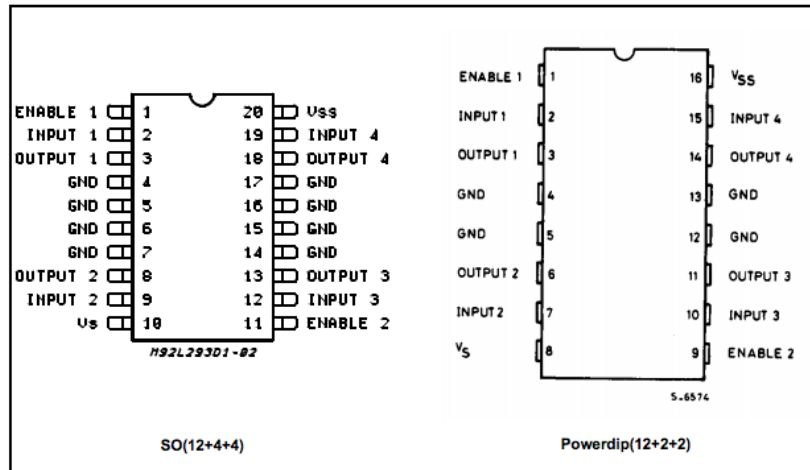 ENABLE 1 1 20 Vss
INPUT 1 2 19 INPUT 4
OUTPUT 1 3 18 OUTPUT 4
GND 4 17 GND
GND 5 16 GND
GND 6 15 GND
GND 7 14 GND
OUTPUT 2 8 13 OUTPUT 3
INPUT 2 9 12 INPUT 3
Vs 10 11 ENABLE 2
M92L293D1-02
SO(12+4+4)
ENABLE 1 1 16 VSS
INPUT 1 2 15 INPUT 4
OUTPUT 1 3 14 OUTPUT 4
GND 4 13 GND
GND 5 12 GND
OUTPUT 2 6 11 OUTPUT 3
INPUT 2 7 10 INPUT 3
VS 8 9 ENABLE 2
S-6574
Powerdip(12+2+2)